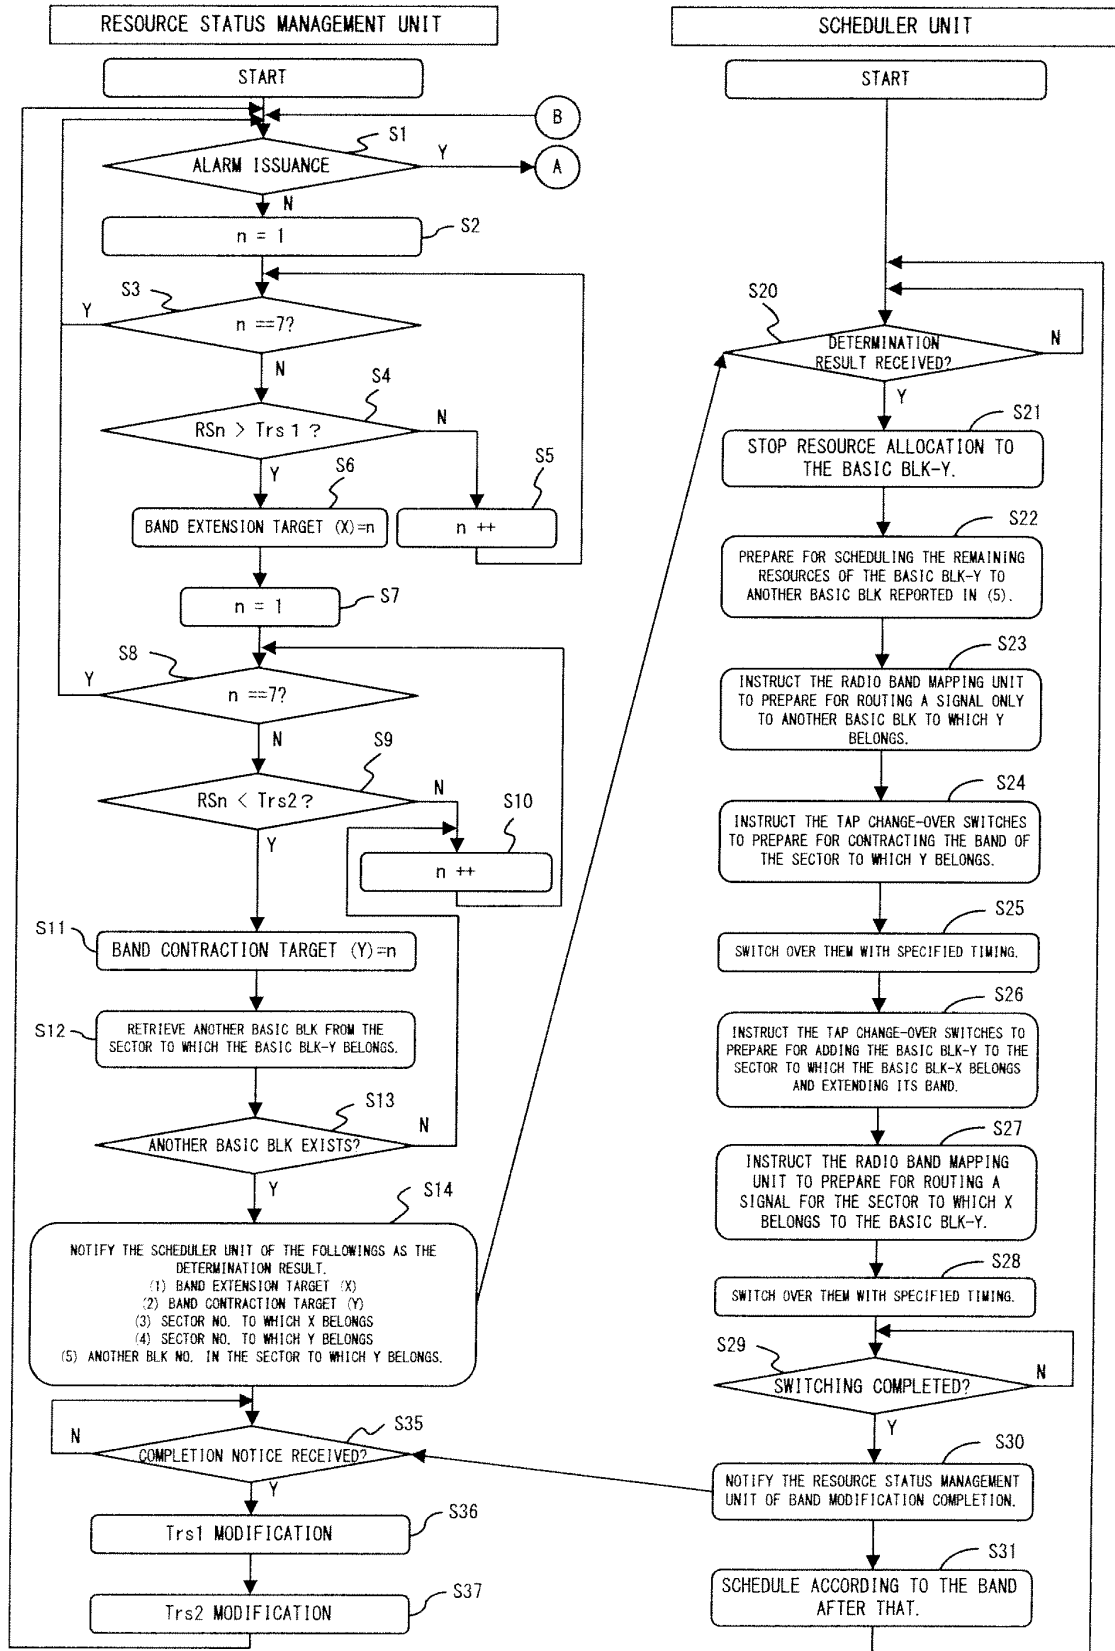 RESOURCE STATUS MANAGEMENT UNIT
START
B
S1
ALARM ISSUANCE
Y
A
N
S2
n = 1
S3
Y
n ==7?
N
S4
RSn > Trs1 ?
N
Y
S6
S5
BAND EXTENSION TARGET (X)=n
n ++
S7
n = 1
S8
Y
n ==7?
N
S9
RSn < Trs2 ?
N
Y
S10
n ++
S11
BAND CONTRACTION TARGET (Y)=n
S12
RETRIEVE ANOTHER BASIC BLK FROM THE
SECTOR TO WHICH THE BASIC BLK-Y BELONGS.
S13
ANOTHER BASIC BLK EXISTS?
N
Y
S14
NOTIFY THE SCHEDULER UNIT OF THE FOLLOWINGS AS THE
DETERMINATION RESULT.
(1) BAND EXTENSION TARGET (X)
(2) BAND CONTRACTION TARGET (Y)
(3) SECTOR NO. TO WHICH X BELONGS
(4) SECTOR NO. TO WHICH Y BELONGS
(5) ANOTHER BLK NO. IN THE SECTOR TO WHICH Y BELONGS.
S35
N
COMPLETION NOTICE RECEIVED?
Y
S36
Trs1 MODIFICATION
S37
Trs2 MODIFICATION
SCHEDULER UNIT
START
S20
DETERMINATION
RESULT RECEIVED?
N
Y
S21
STOP RESOURCE ALLOCATION TO
THE BASIC BLK-Y.
S22
PREPARE FOR SCHEDULING THE REMAINING
RESOURCES OF THE BASIC BLK-Y TO
ANOTHER BASIC BLK REPORTED IN (5).
S23
INSTRUCT THE RADIO BAND MAPPING UNIT
TO PREPARE FOR ROUTING A SIGNAL ONLY
TO ANOTHER BASIC BLK TO WHICH Y
BELONGS.
S24
INSTRUCT THE TAP CHANGE-OVER SWITCHES
TO PREPARE FOR CONTRACTING THE BAND OF
THE SECTOR TO WHICH Y BELONGS.
S25
SWITCH OVER THEM WITH SPECIFIED TIMING.
S26
INSTRUCT THE TAP CHANGE-OVER SWITCHES TO
PREPARE FOR ADDING THE BASIC BLK-Y TO THE
SECTOR TO WHICH THE BASIC BLK-X BELONGS
AND EXTENDING ITS BAND.
S27
INSTRUCT THE RADIO BAND MAPPING
UNIT TO PREPARE FOR ROUTING A
SIGNAL FOR THE SECTOR TO WHICH X
BELONGS TO THE BASIC BLK-Y.
S28
SWITCH OVER THEM WITH SPECIFIED TIMING.
S29
SWITCHING COMPLETED?
N
Y
S30
NOTIFY THE RESOURCE STATUS MANAGEMENT
UNIT OF BAND MODIFICATION COMPLETION.
S31
SCHEDULE ACCORDING TO THE BAND
AFTER THAT.